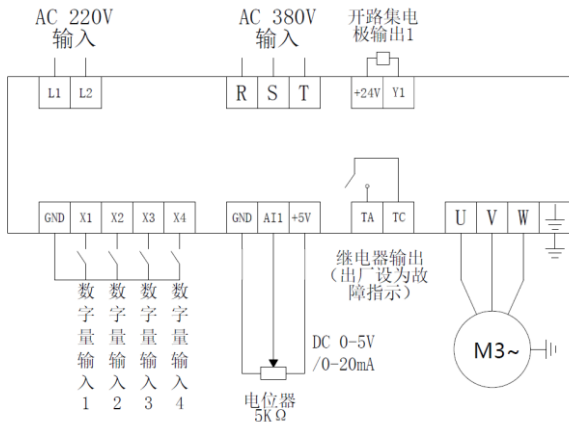 AC 220V
输入
AC 380V
输入
开路集电
极输出1
L1 L2
R S T
+24V Y1
GND X1 X2 X3 X4
GND AI1 +5V
TA TC
U V W
继电器输出
(出厂设为故
障指示)
数字量输入1
数字量输入2
数字量输入3
数字量输入4
DC 0-5V
/0-20mA
电位器
5KΩ
M3~